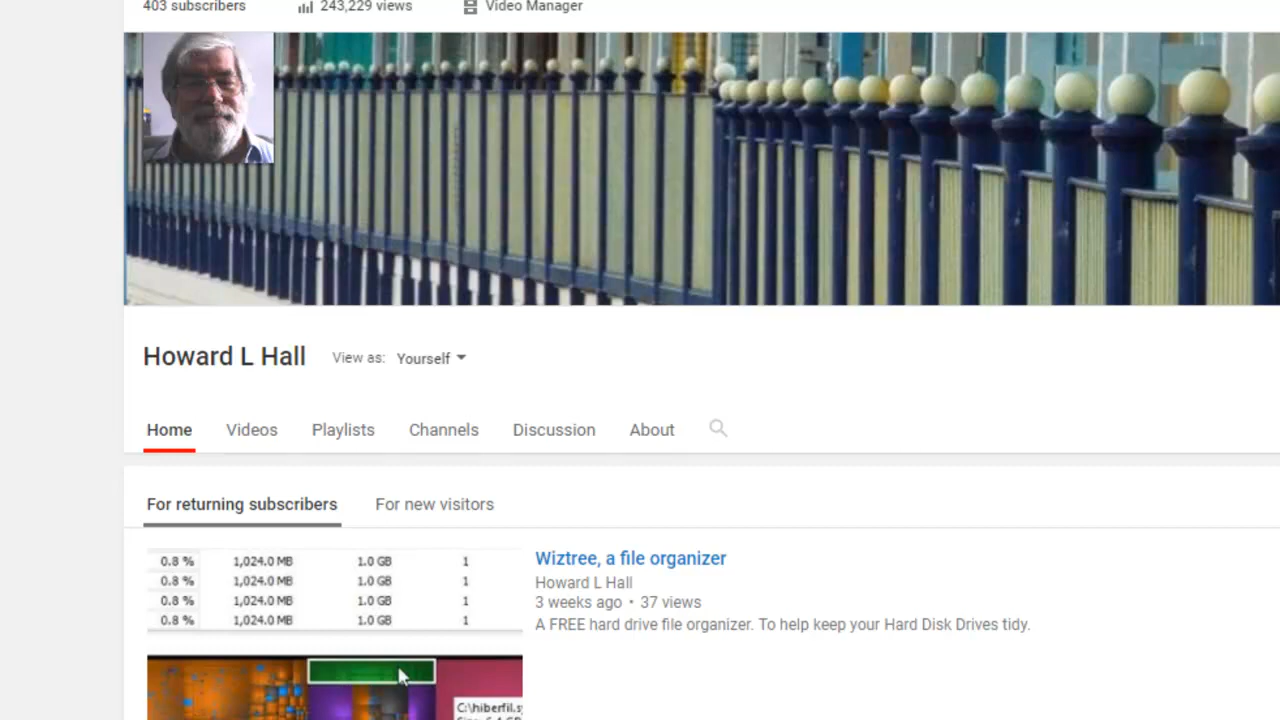 403 subscribers 243,229 views Video Manager
Howard L Hall View as: Yourself
Home Videos Playlists Channels Discussion About
For returning subscribers For new visitors
0.8 % 1,024.0 MB 1.0 GB 1
0.8 % 1,024.0 MB 1.0 GB 1
0.8 % 1,024.0 MB 1.0 GB 1
0.8 % 1,024.0 MB 1.0 GB 1
Wiztree, a file organizer
Howard L Hall
3 weeks ago • 37 views
A FREE hard drive file organizer. To help keep your Hard Disk Drives tidy.
C:\hiberfil.s